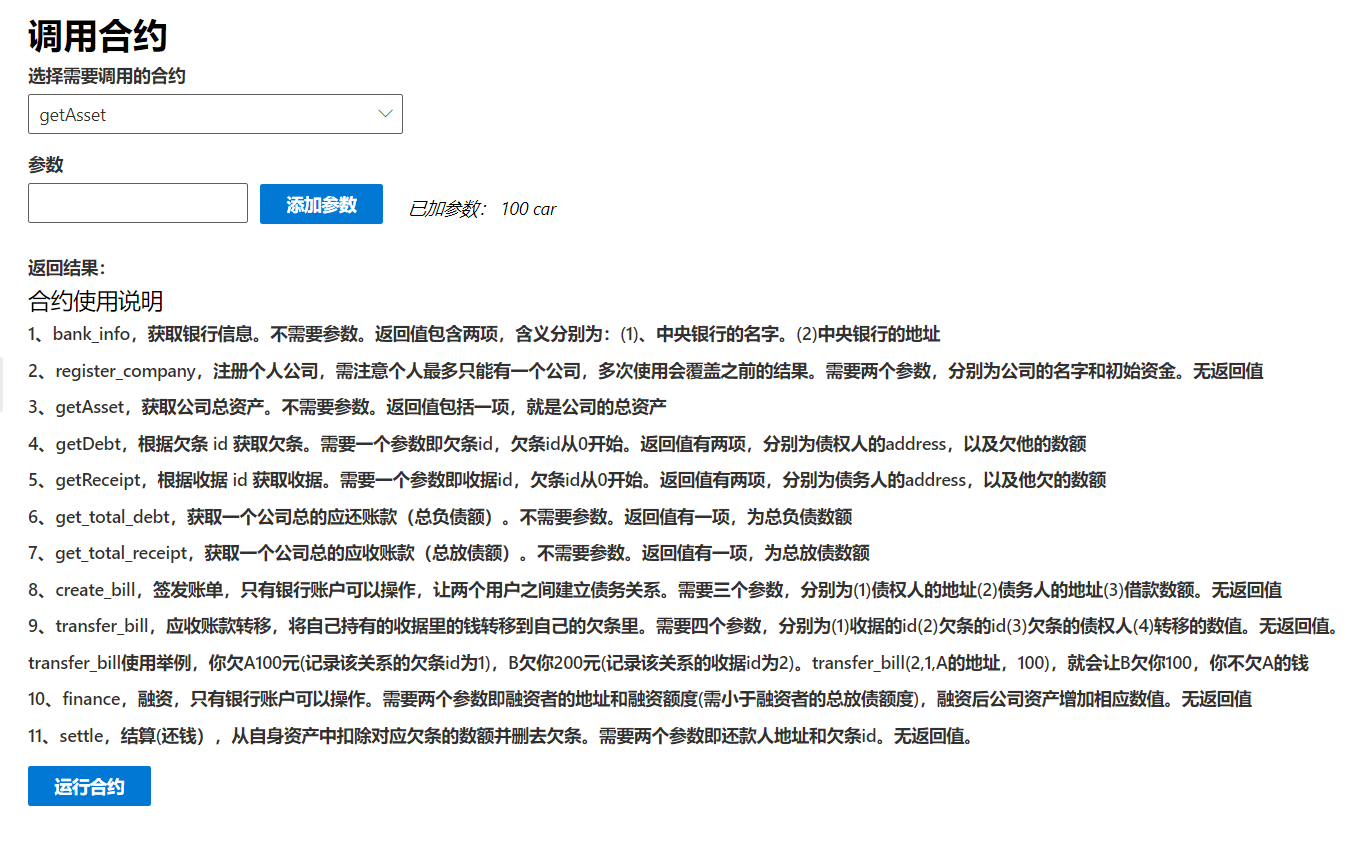 调用合约
选择需要调用的合约
getAsset
参数
添加参数
已加参数： 100 car
返回结果：
合约使用说明
1、bank_info，获取银行信息。不需要参数。返回值包含两项，含义分别为：(1)、中央银行的名字。(2)中央银行的地址
2、register_company，注册个人公司，需注意个人最多只能有一个公司，多次使用会覆盖之前的结果。需要两个参数，分别为公司的名字和初始资金。无返回值
3、getAsset，获取公司总资产。不需要参数。返回值包括一项，就是公司的总资产
4、getDebt，根据欠条 id 获取欠条。需要一个参数即欠条id，欠条id从0开始。返回值有两项，分别为债权人的address，以及欠他的数额
5、getReceipt，根据收据 id 获取收据。需要一个参数即收据id，欠条id从0开始。返回值有两项，分别为债务人的address，以及他欠的数额
6、get_total_debt，获取一个公司总的应还账款（总负债额）。不需要参数。返回值有一项，为总负债数额
7、get_total_receipt，获取一个公司总的应收账款（总放债额）。不需要参数。返回值有一项，为总放债数额
8、create_bill，签发账单，只有银行账户可以操作，让两个用户之间建立债务关系。需要三个参数，分别为(1)债权人的地址(2)债务人的地址(3)借款数额。无返回值
9、transfer_bill，应收账款转移，将自己持有的收据里的钱转移到自己的欠条里。需要四个参数，分别为(1)收据的id(2)欠条的id(3)欠条的债权人(4)转移的数值。无返回值。
transfer_bill使用举例，你欠A100元(记录该关系的欠条id为1)，B欠你200元(记录该关系的收据id为2)。transfer_bill(2,1,A的地址，100)，就会让B欠你100，你不欠A的钱
10、finance，融资，只有银行账户可以操作。需要两个参数即融资者的地址和融资额度(需小于融资者的总放债额度)，融资后公司资产增加相应数值。无返回值
11、settle，结算(还钱），从自身资产中扣除对应欠条的数额并删去欠条。需要两个参数即还款人地址和欠条id。无返回值。
运行合约